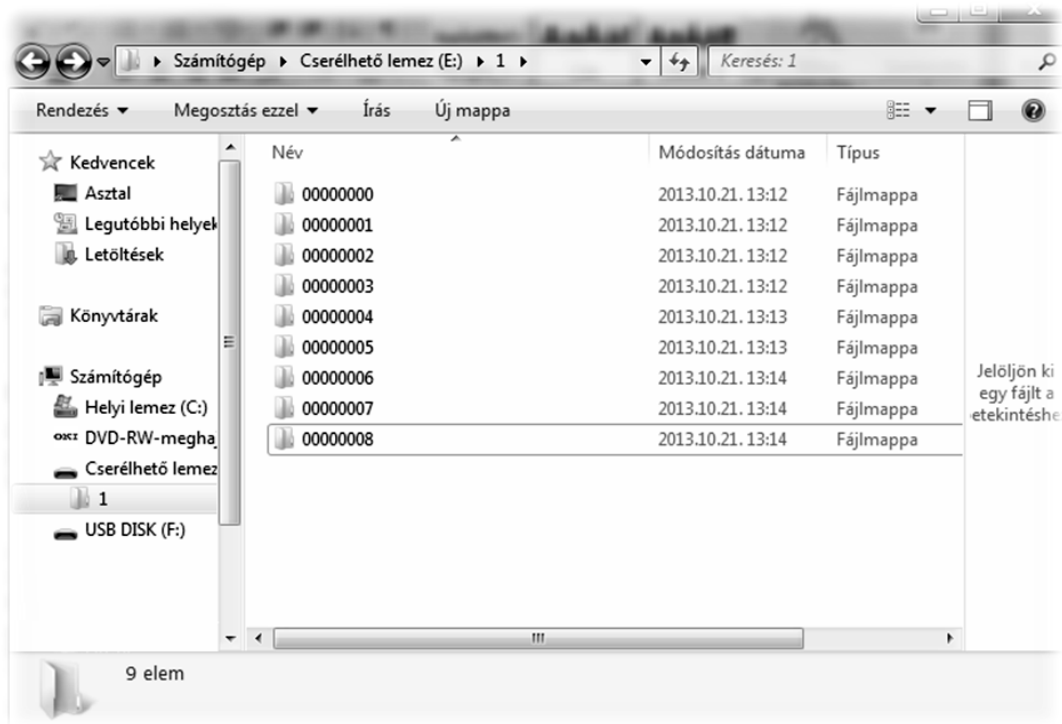 Számítógép Cserélhető lemez (E:) 1
Keresés: 1
Rendezés Megosztás ezzel Írás Új mappa
Kedvencek
Asztal
Legutóbbi helyek
Letöltések
Könyvtárak
Számítógép
Helyi lemez (C:)
DVD-RW-meghaj
Cserélhető lemez
1
USB DISK (F:)
Név Módosítás dátuma Típus
00000000 2013.10.21. 13:12 Fájlmappa
00000001 2013.10.21. 13:12 Fájlmappa
00000002 2013.10.21. 13:12 Fájlmappa
00000003 2013.10.21. 13:12 Fájlmappa
00000004 2013.10.21. 13:13 Fájlmappa
00000005 2013.10.21. 13:13 Fájlmappa
00000006 2013.10.21. 13:14 Fájlmappa
00000007 2013.10.21. 13:14 Fájlmappa
00000008 2013.10.21. 13:14 Fájlmappa
Jelöljön ki
egy fájlt a
etekintéshe
9 elem